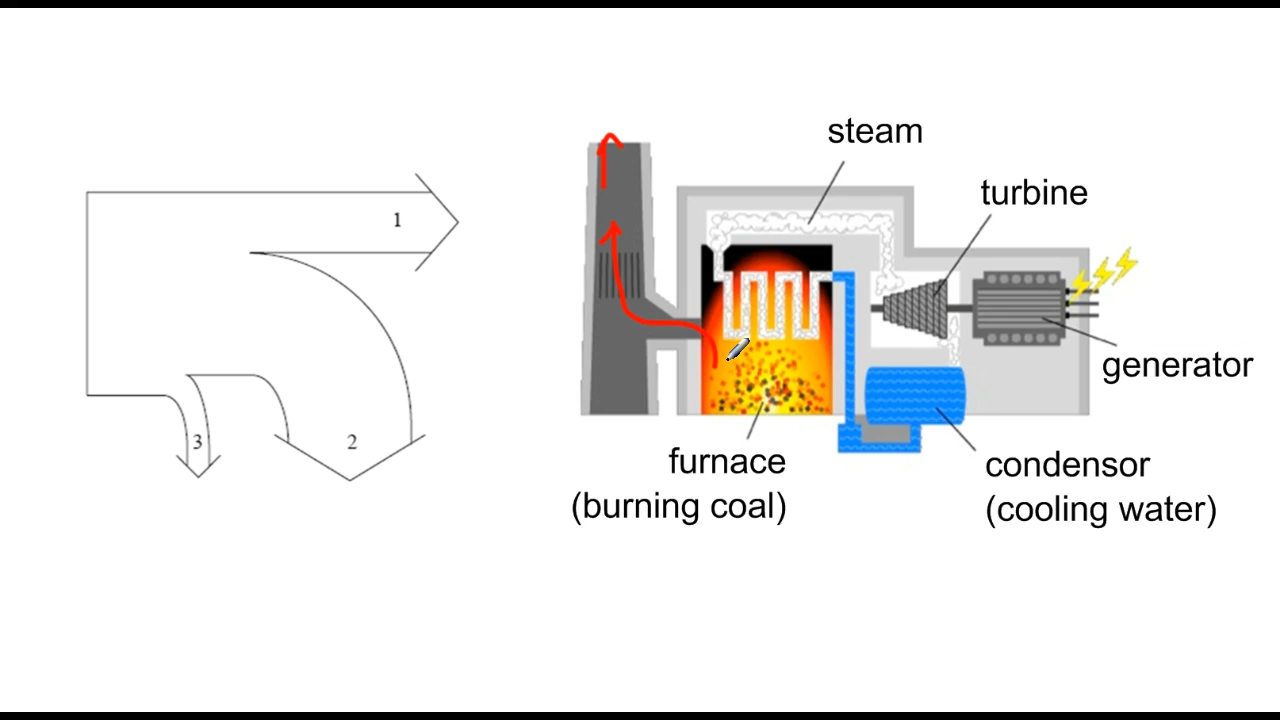 1
2
3
steam
turbine
generator
furnace
(burning coal)
condensor
(cooling water)